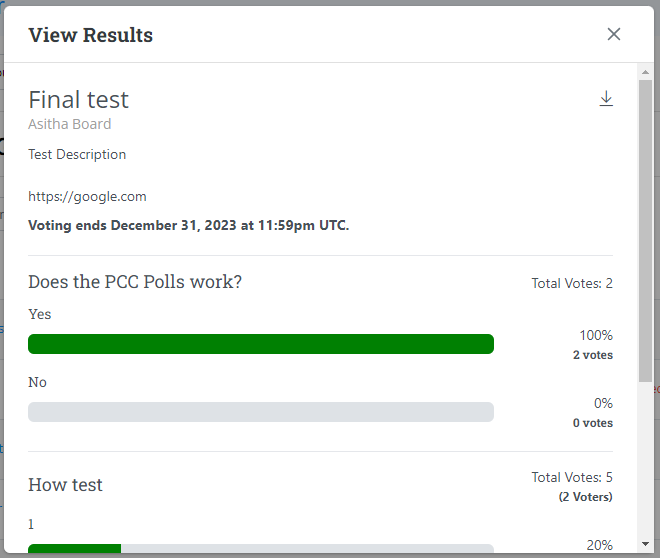 View Results
Final test
Asitha Board
Test Description
https://google.com
Voting ends December 31, 2023 at 11:59pm UTC.
Does the PCC Polls work?
Total Votes: 2
Yes
100%
2 votes
No
0%
0 votes
How test
Total Votes: 5
(2 Voters)
1
20%